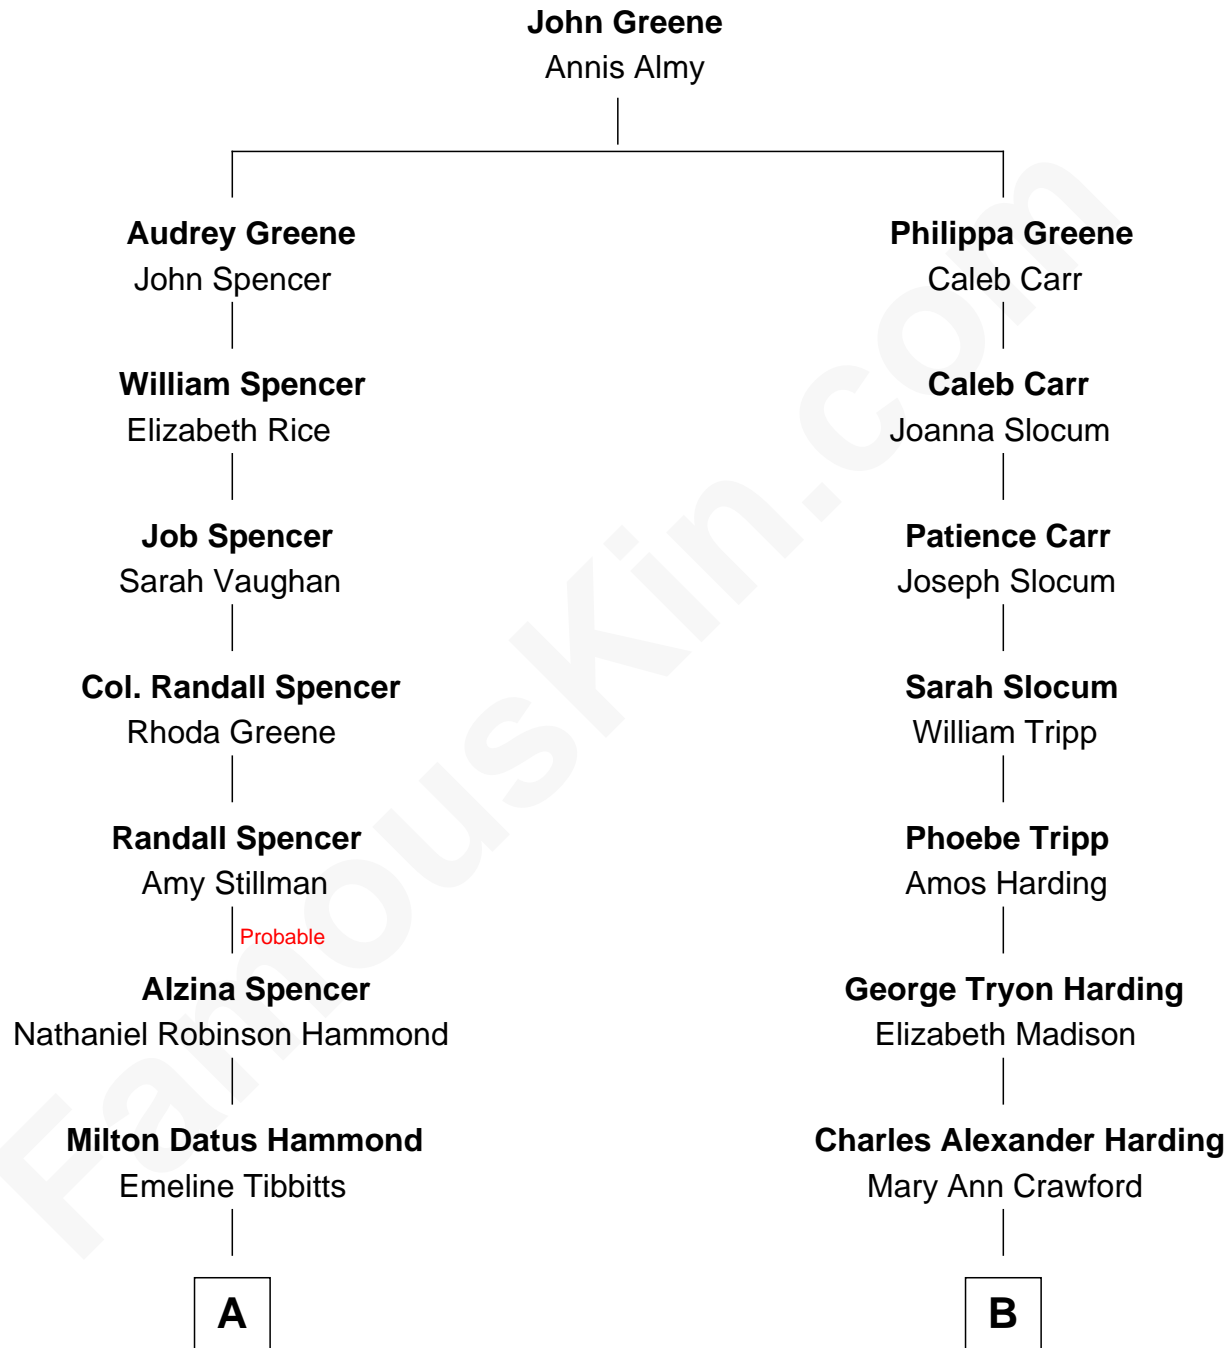 John Greene
Annis Almy
Audrey Greene
John Spencer
Philippa Greene
Caleb Carr
William Spencer
Elizabeth Rice
Caleb Carr
Joanna Slocum
Job Spencer
Sarah Vaughan
Patience Carr
Joseph Slocum
Col. Randall Spencer
Rhoda Greene
Sarah Slocum
William Tripp
Randall Spencer
Amy Stillman
Phoebe Tripp
Amos Harding
Probable
Alzina Spencer
Nathaniel Robinson Hammond
George Tryon Harding
Elizabeth Madison
Milton Datus Hammond
Emeline Tibbitts
Charles Alexander Harding
Mary Ann Crawford
A
B
FamousKin.com